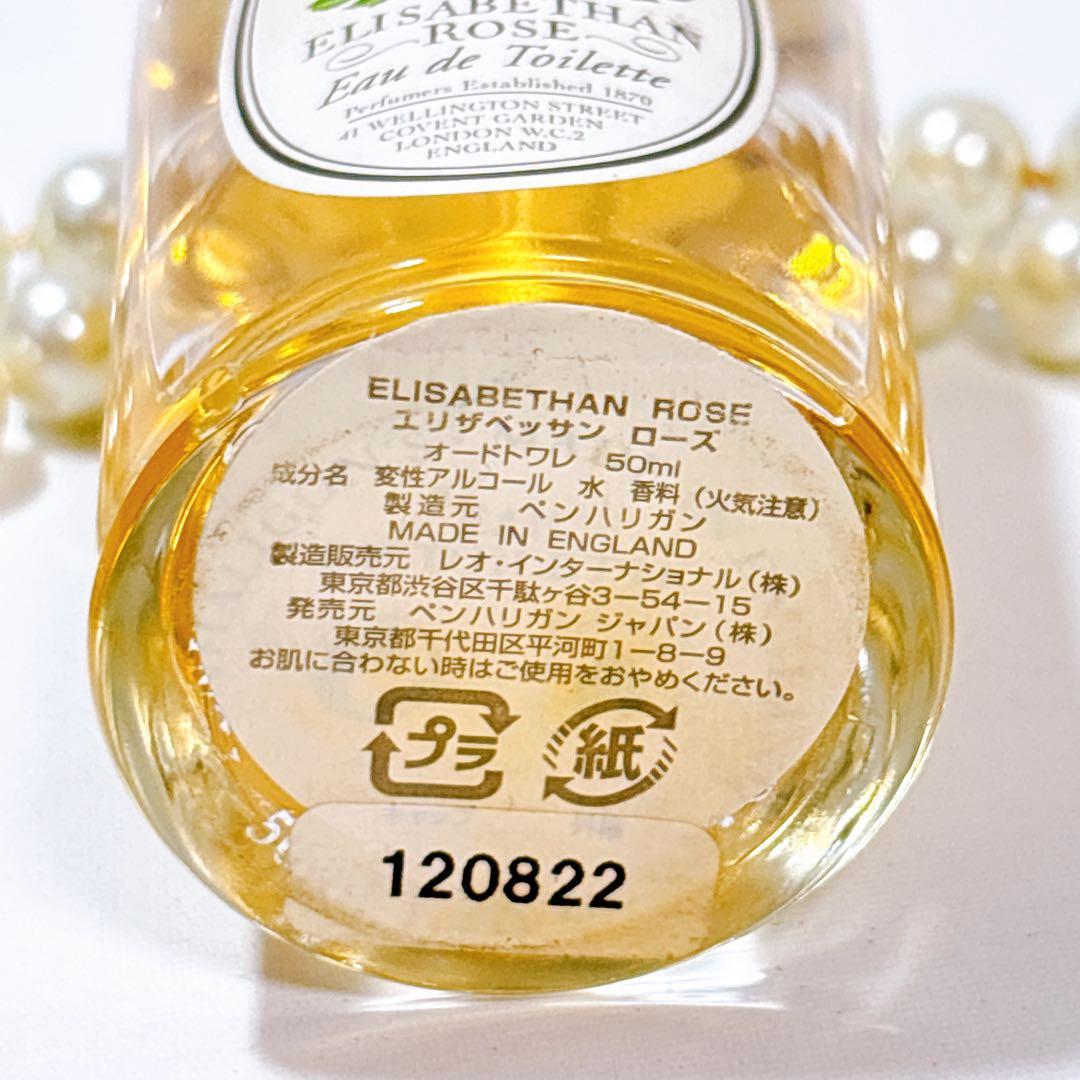 ELISABETHAN
ROSE
Eau de Toilette
Perfumers Established 1870
41 WELLINGTON STREET
COVENT GARDEN
LONDON W.C.2
ENGLAND
ELISABETHAN ROSE
エリザベッサン ローズ
オードトワレ 50ml
成分名 変性アルコール 水 香料 (火気注意)
製造元 ペンハリガン
MADE IN ENGLAND
製造販売元 レオ・インターナショナル(株)
東京都渋谷区千駄ヶ谷3-54-15
発売元 ペンハリガン ジャパン(株)
東京都千代田区平河町1-8-9
お肌に合わない時はご使用をおやめください。
プラ 紙
120822